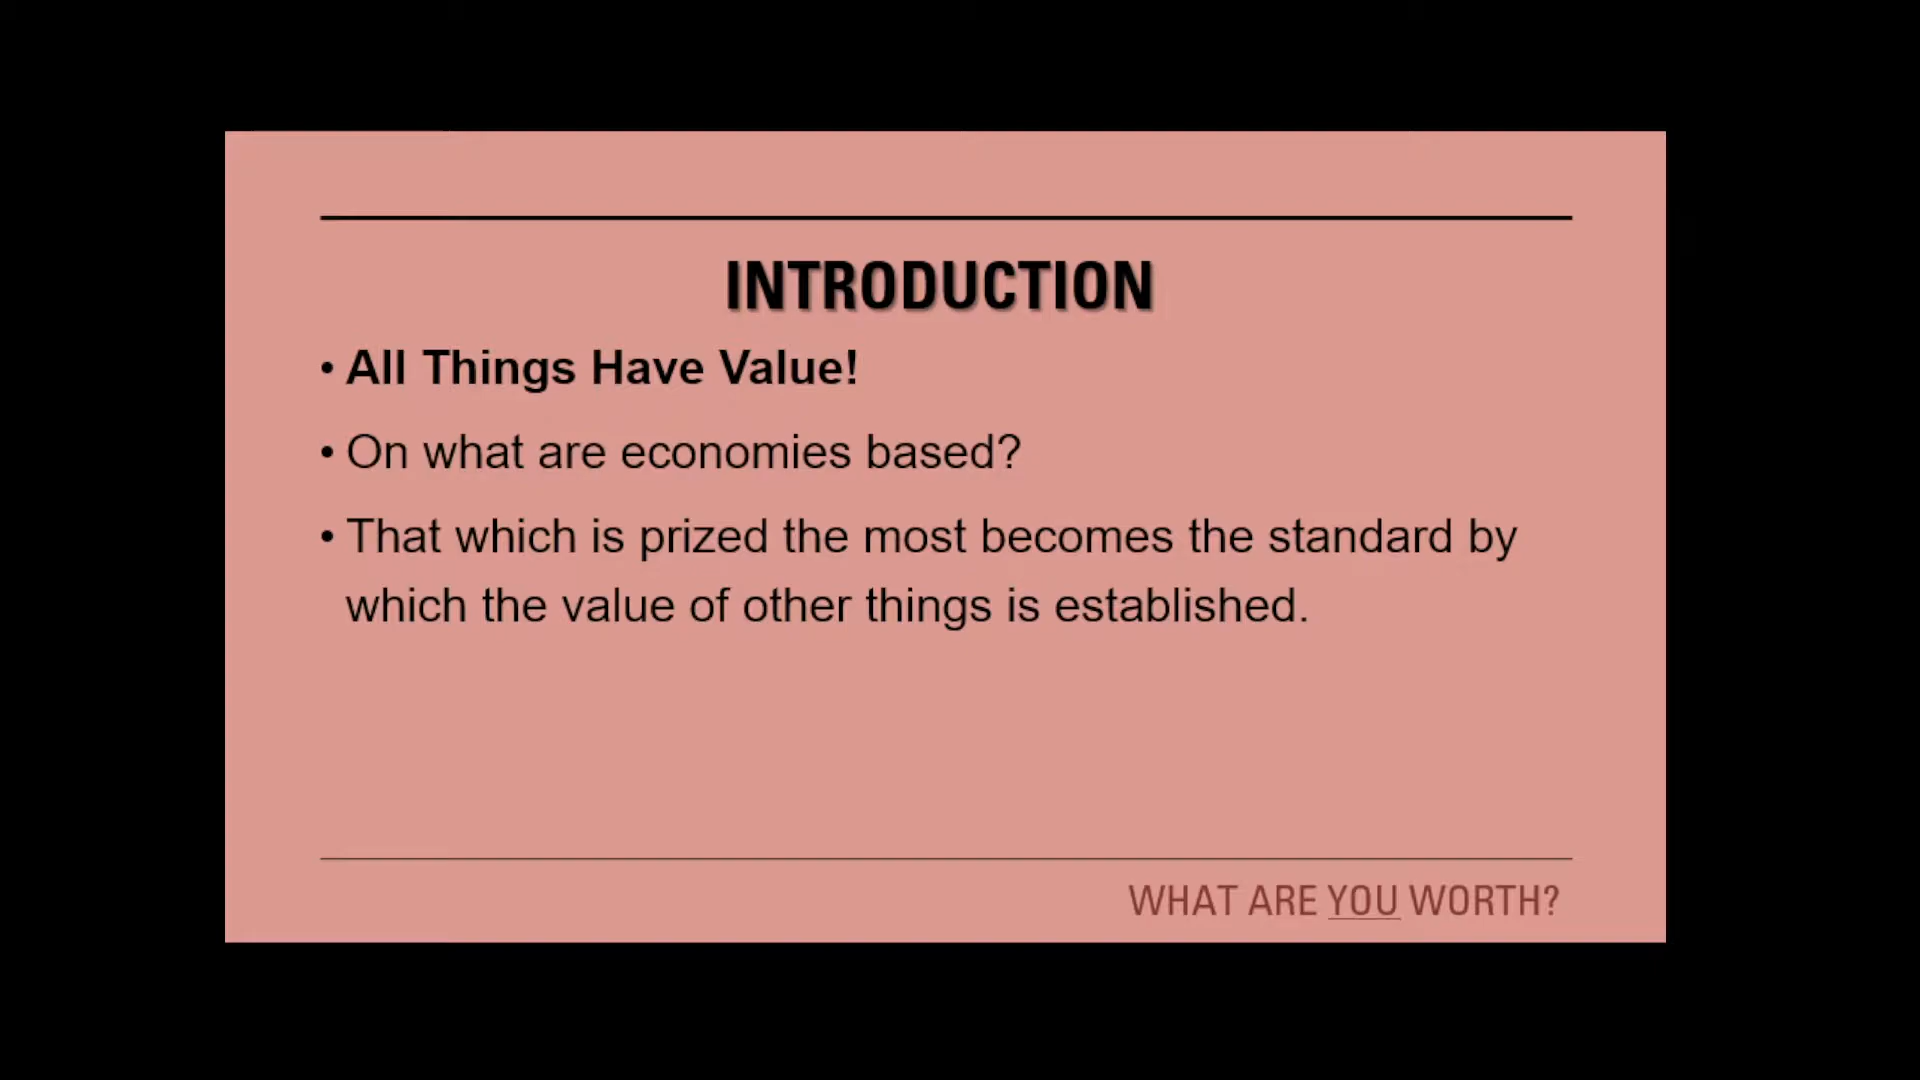 INTRODUCTION
• All Things Have Value!
• On what are economies based?
• That which is prized the most becomes the standard by
which the value of other things is established.
WHAT ARE YOU WORTH?